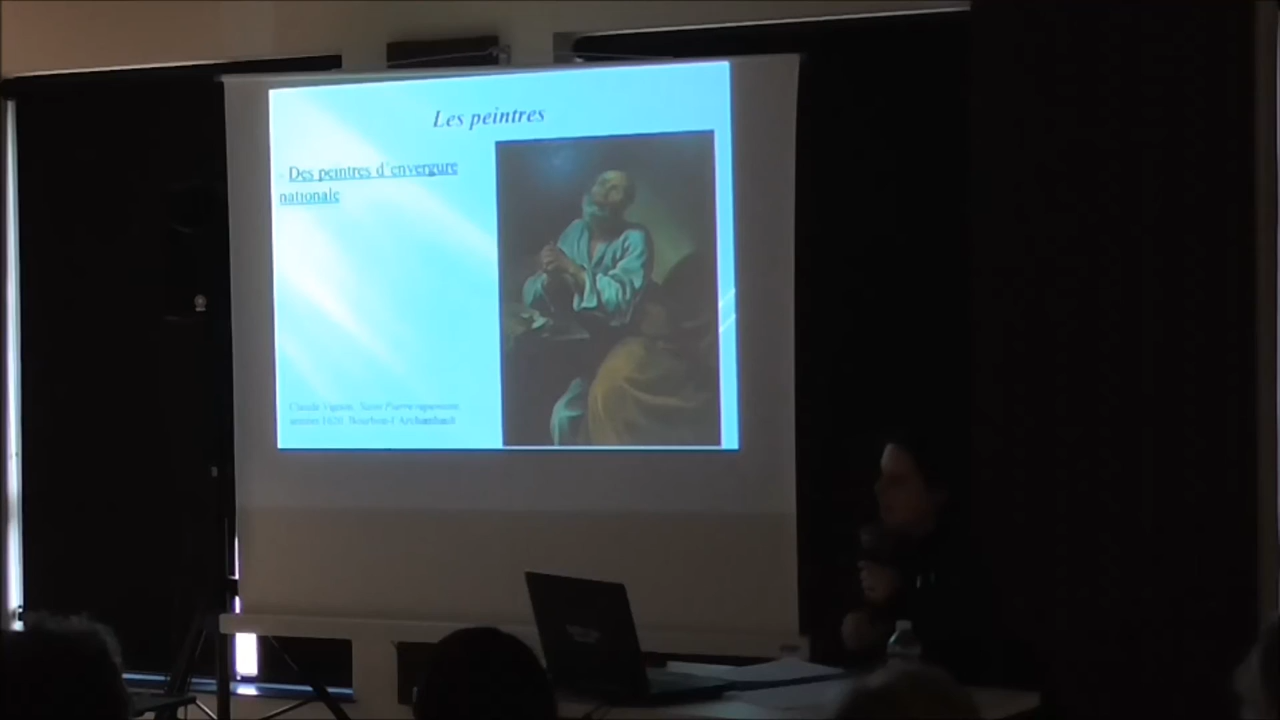 Les peintres
- Des peintres d'envergure
nationale
Claude Vignon, Saint Pierre repentant,
années 1620, Bourbon-l'Archambault